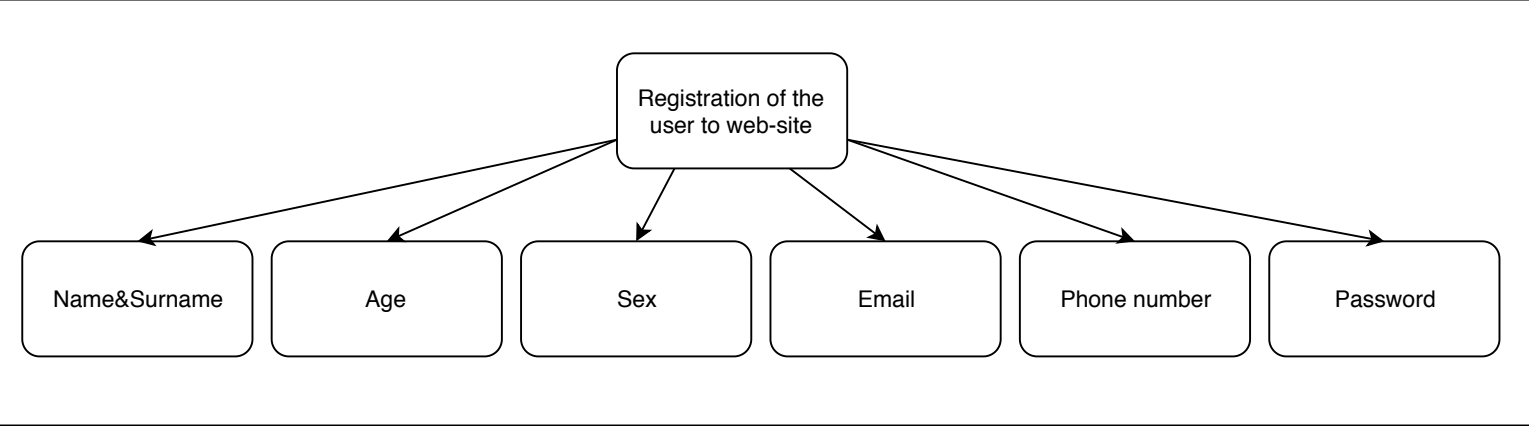 Registration of the
user to web-site
Name&Surname
Age
Sex
Email
Phone number
Password